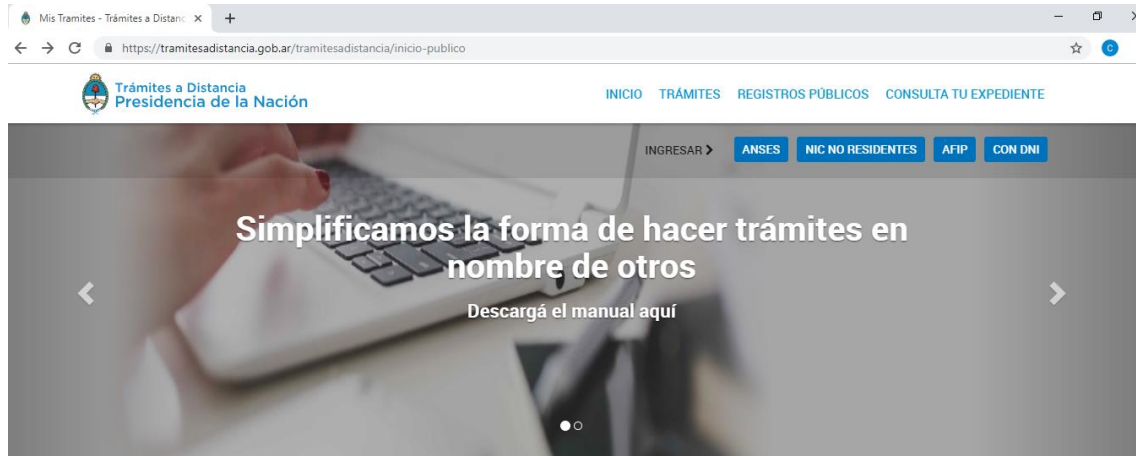 Mis Tramites - Trámites a Distanc
https://tramitesadistancia.gob.ar/tramitesadistancia/inicio-publico
C
Trámites a Distancia
Presidencia de la Nación
INICIO TRÁMITES REGISTROS PÚBLICOS CONSULTA TU EXPEDIENTE
INGRESAR ANSES NIC NO RESIDENTES AFIP CON DNI
Simplificamos la forma de hacer trámites en
nombre de otros
Descargá el manual aquí